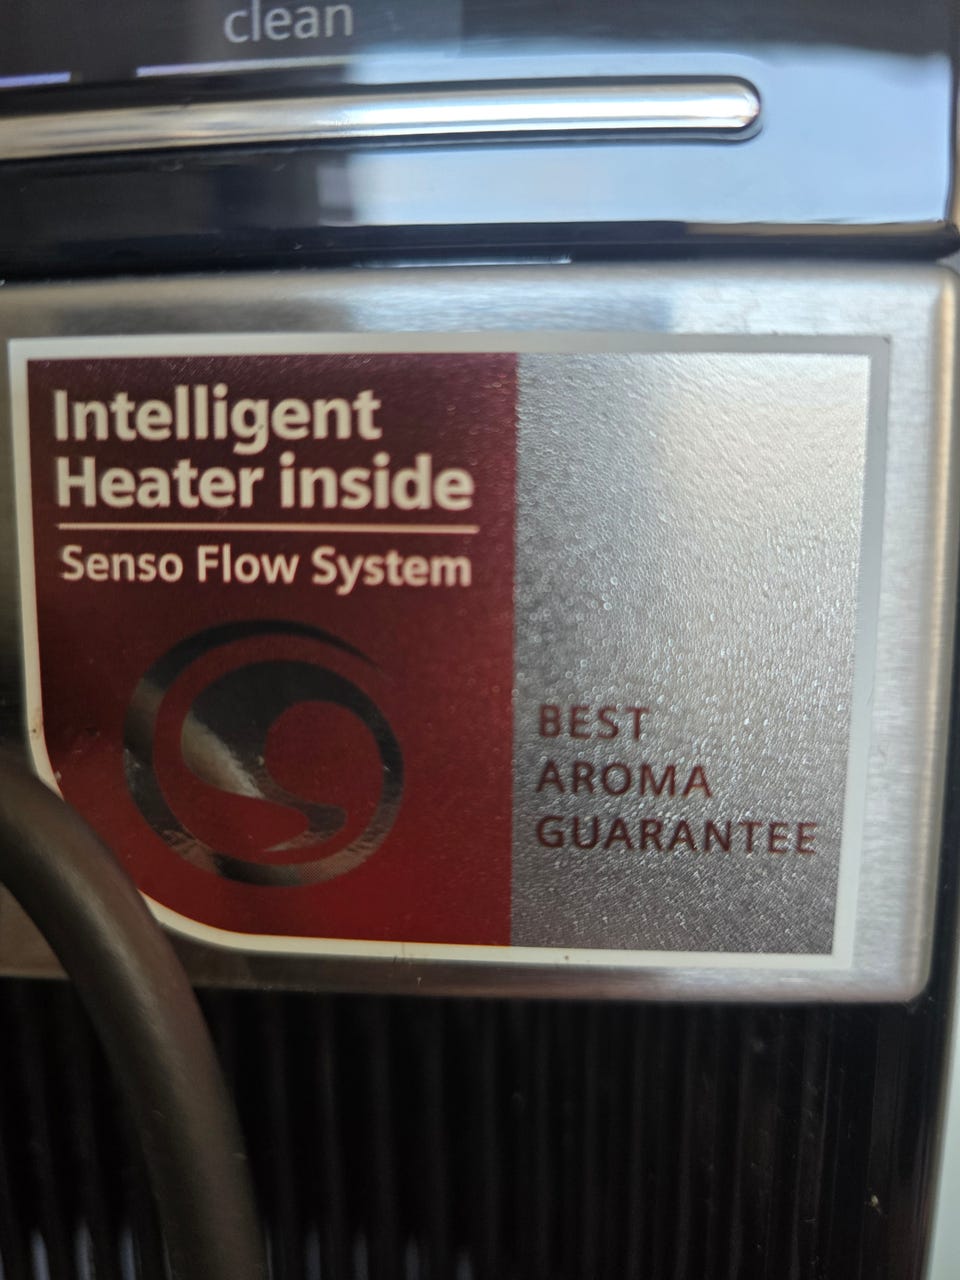 clean
Intelligent
Heater inside
Senso Flow System
BEST
AROMA
GUARANTEE